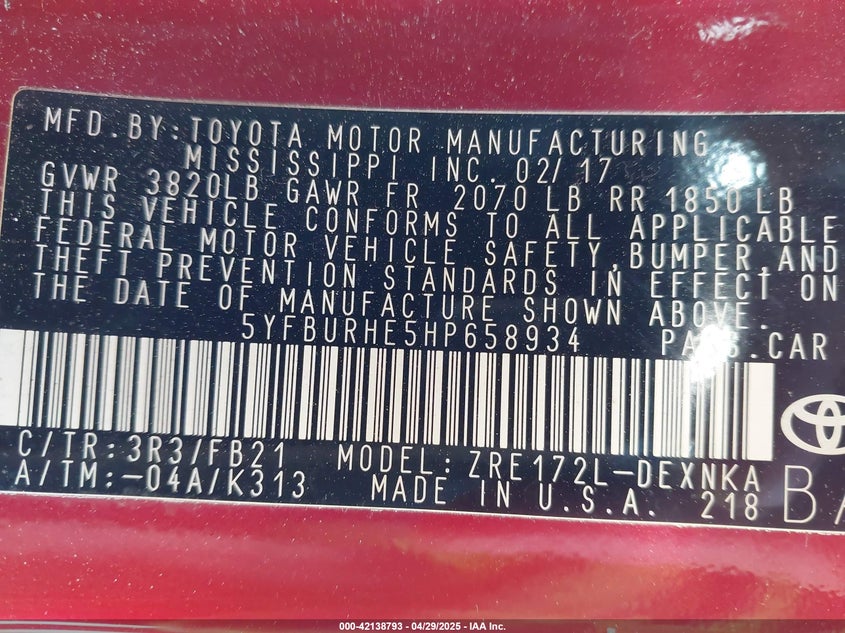 MFD.BY:TOYOTA MOTOR MANUFACTURING
MISSISSIPPI INC. 02/17
GVWR 3820LB GAWR FR 2070 LB RR 1850 LB
THIS VEHICLE CONFORMS TO ALL APPLICABLE
FEDERAL MOTOR VEHICLE SAFETY,BUMPER,AND
THEFT PREVENTION STANDARDS IN EFFECT ON
THE DATE OF MANUFACTURE SHOWN ABOVE.
5YFBURHE5HP658934 PASS.CAR
C/TR:3R3/FB21 MODEL: ZRE172L-DEXNKA
A/TM:-04A/K313 MADE IN U.S.A. 218 BA
000-42138793 - 04/29/2025 - IAA Inc.